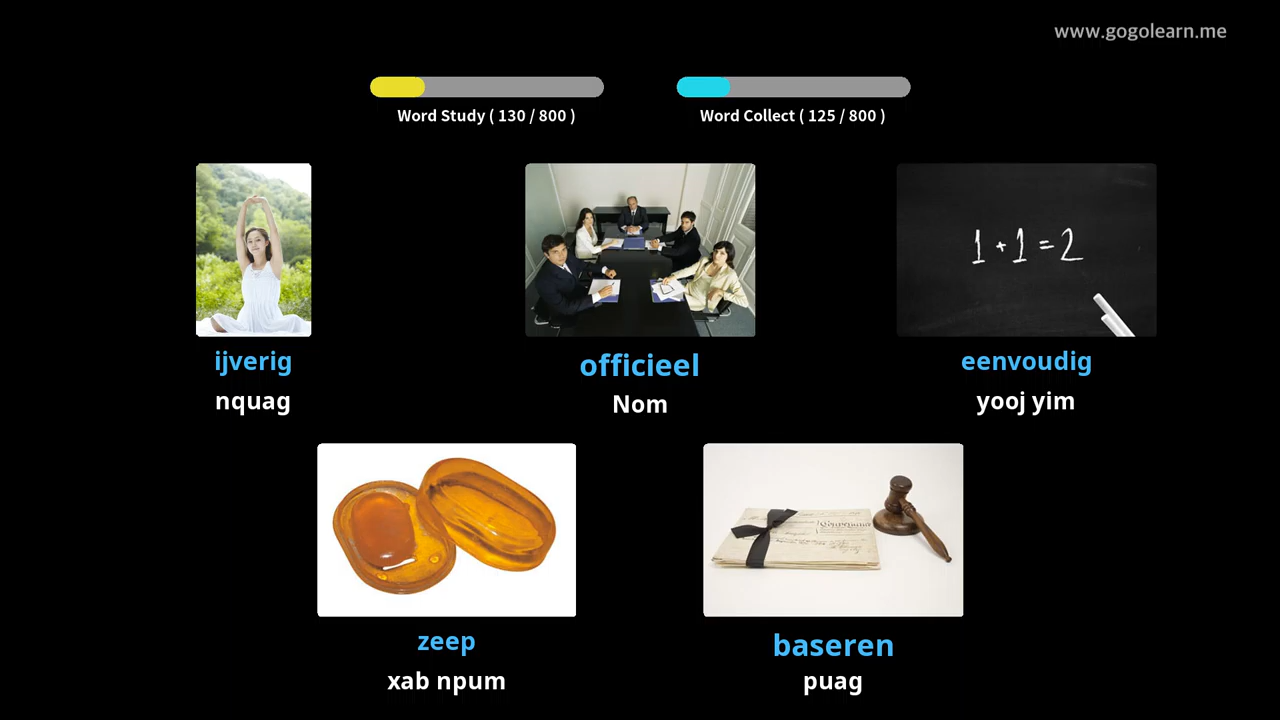 www.gogolearn.me
Word Study ( 130 / 800 )
Word Collect ( 125 / 800 )
1 + 1 = 2
ijverig
officieel
eenvoudig
nquag
Nom
yooj yim
zeep
baseren
xab npum
puag